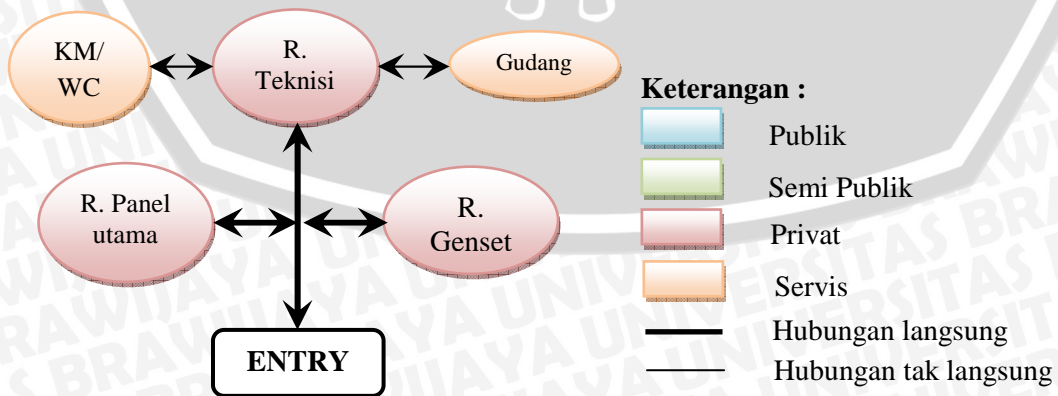 KM/
WC
R.
Teknisi
Gudang
R. Panel
utama
R.
Genset
ENTRY
Keterangan :
Publik
Semi Publik
Privat
Servis
Hubungan langsung
Hubungan tak langsung